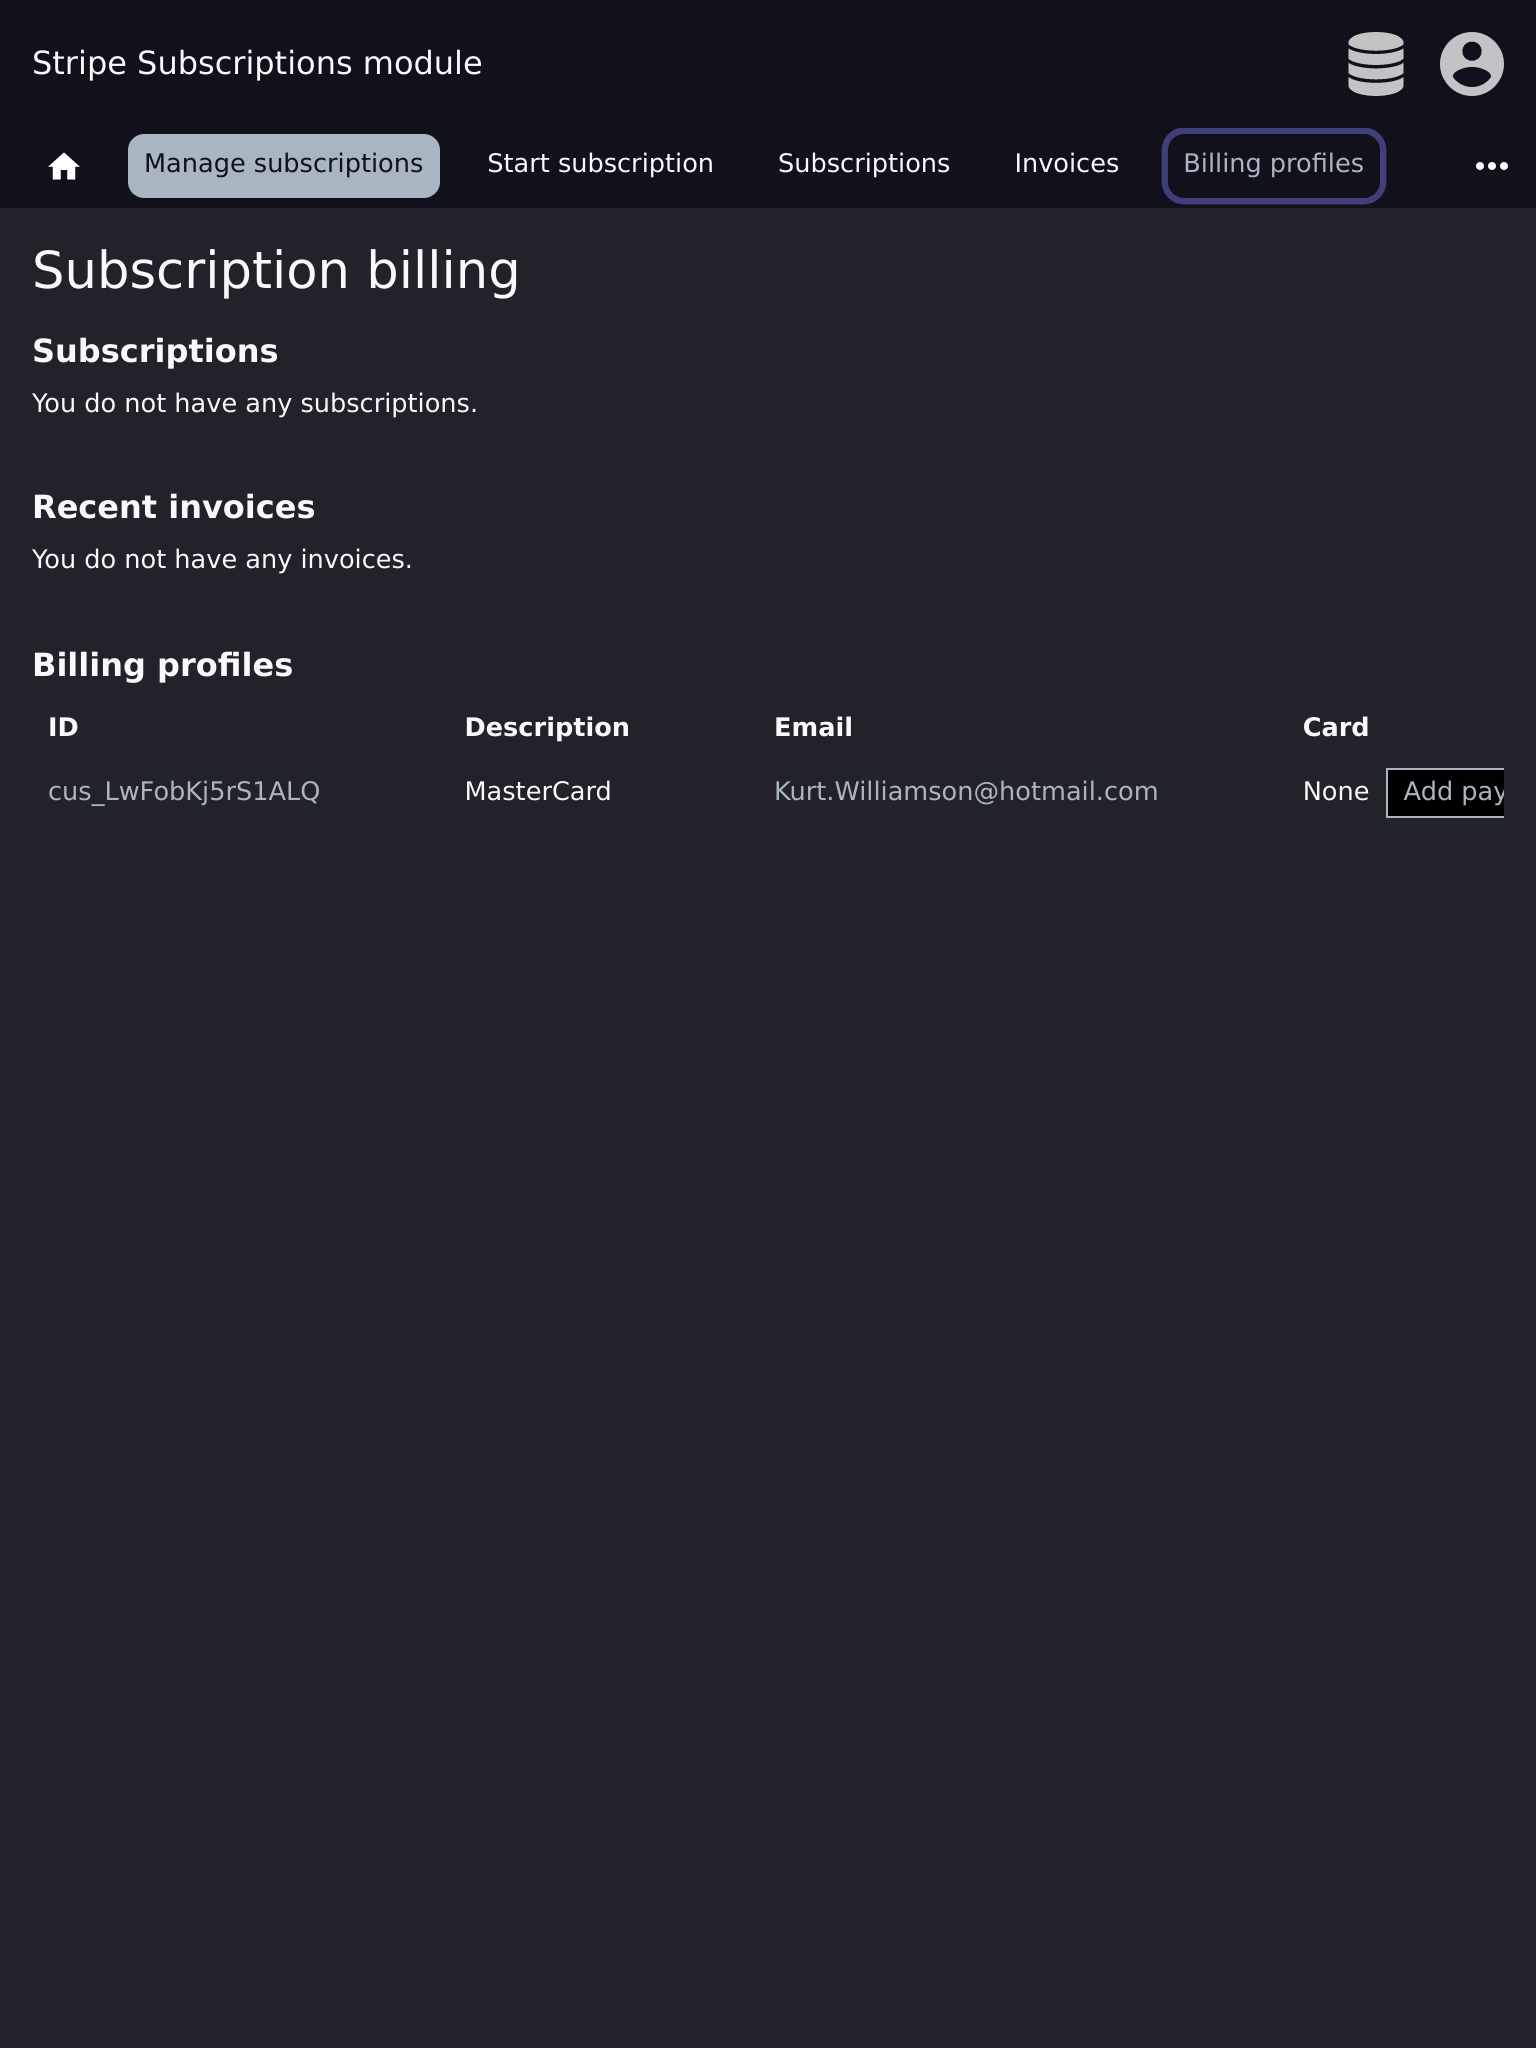 Stripe Subscriptions module
Manage subscriptions Start subscription Subscriptions Invoices Billing profiles
Subscription billing
Subscriptions
You do not have any subscriptions.
Recent invoices
You do not have any invoices.
Billing profiles
ID Description Email Card
cus_LwFobKj5rS1ALQ MasterCard Kurt.Williamson@hotmail.com None Add pay